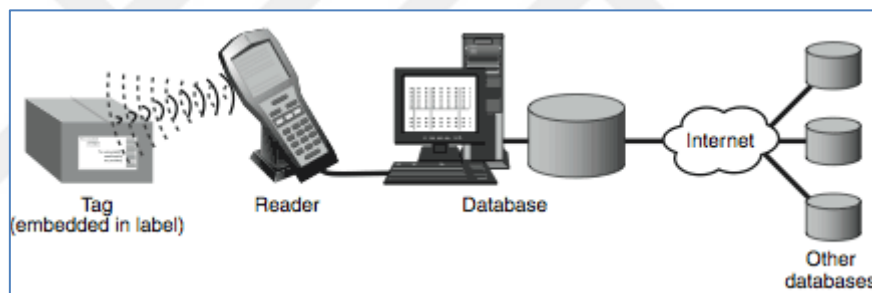 Tag
(embedded in label)
Reader
Database
Internet
Other
databases